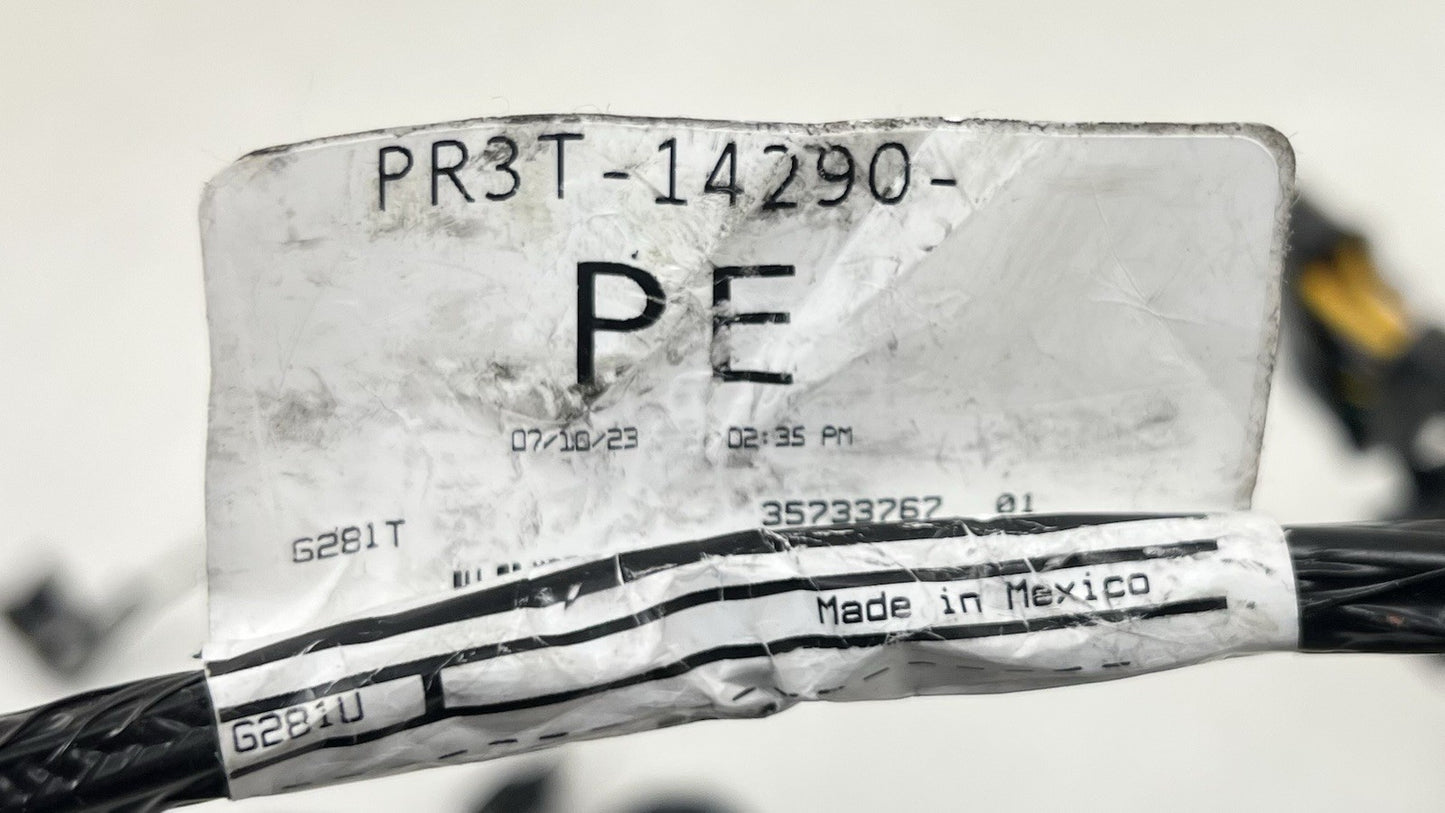 PR3T-14290-
PE
07/10/23 02:35 PM
35733767 01
G281T
Made in Mexico
G281U